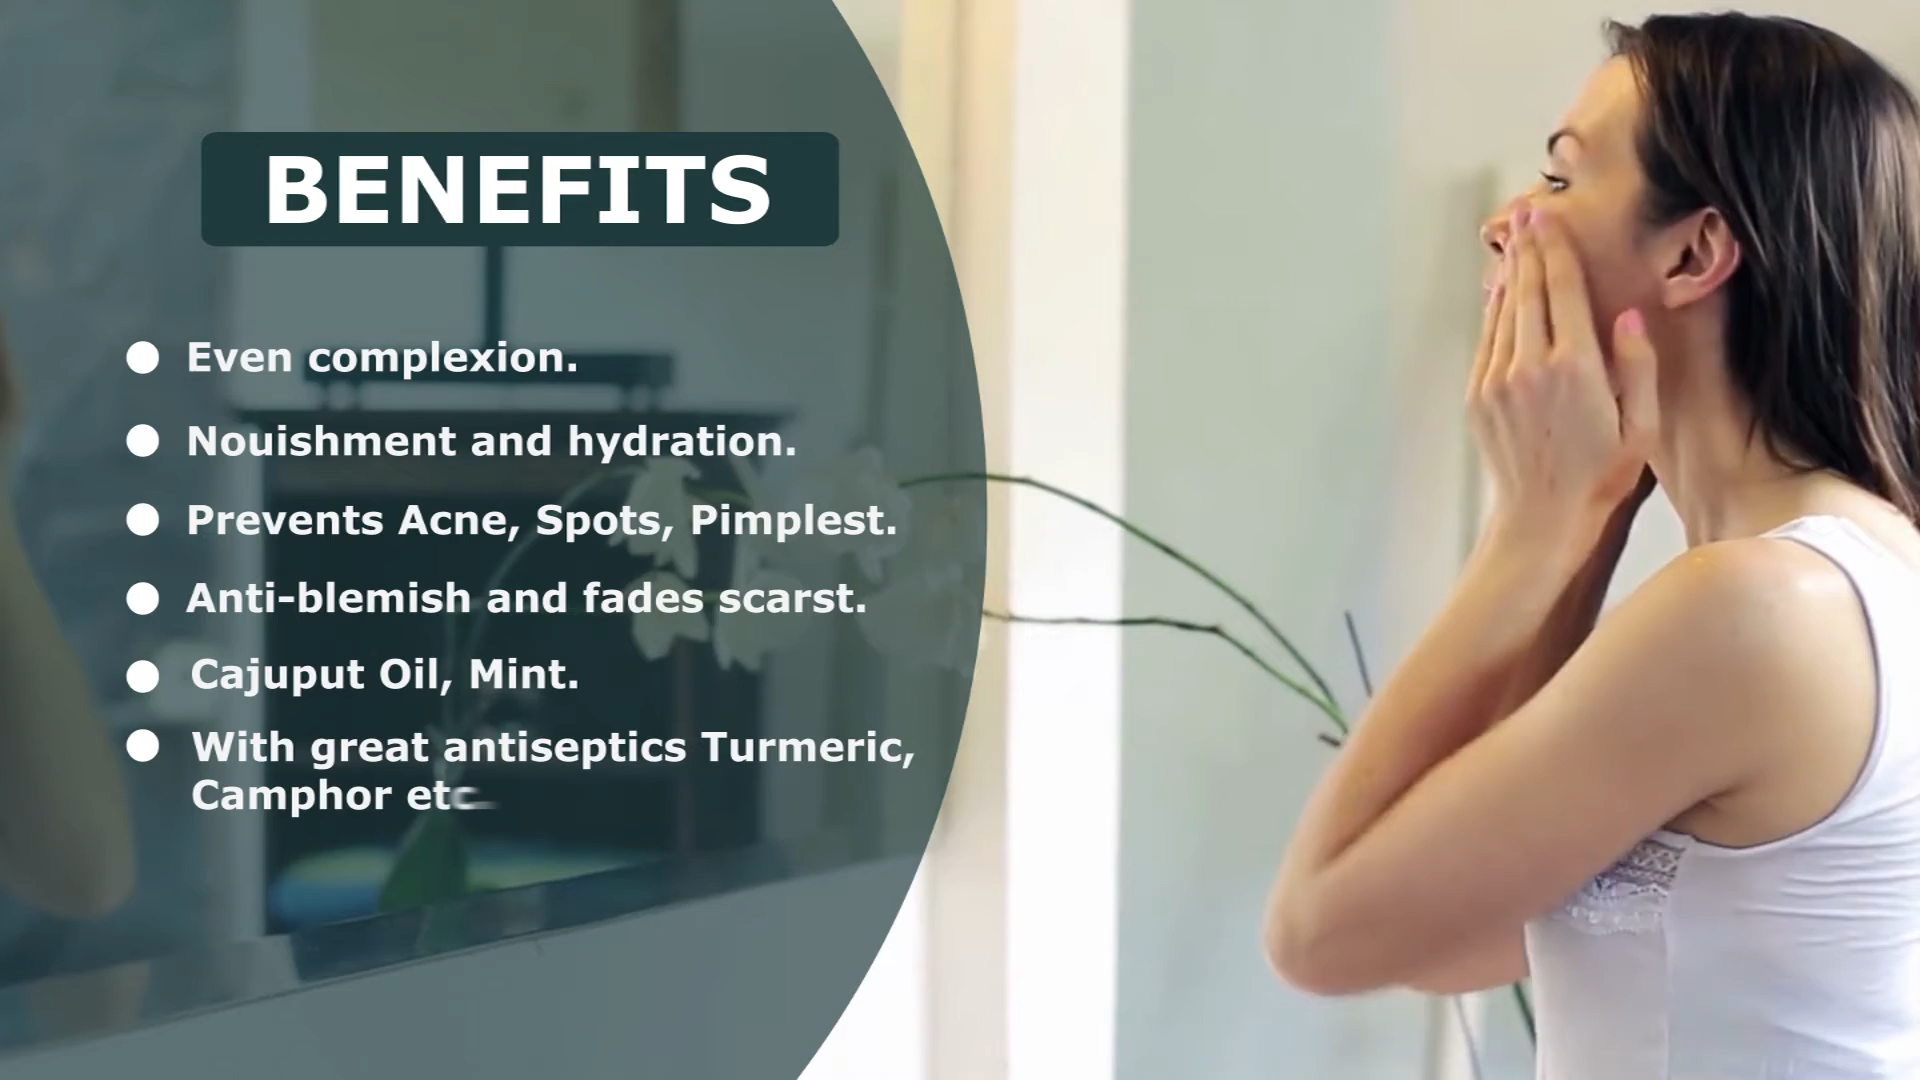 BENEFITS
Even complexion.
Nouishment and hydration.
Prevents Acne, Spots, Pimplest.
Anti-blemish and fades scarst.
Cajuput Oil, Mint.
With great antiseptics Turmeric,
Camphor etc.